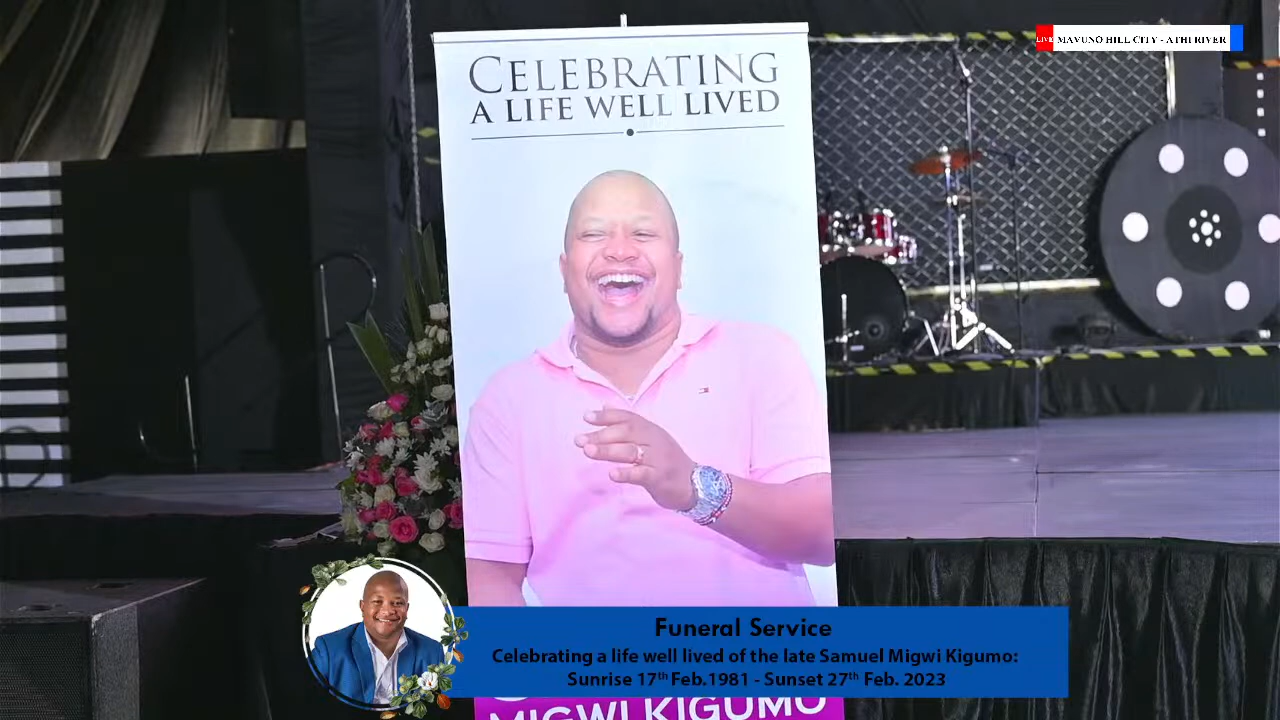 LIVE MAVUNO HILL CITY - ATHI RIVER
CELEBRATING
A LIFE WELL LIVED
Funeral Service
Celebrating a life well lived of the late Samuel Migwi Kigumo:
Sunrise 17th Feb.1981 - Sunset 27th Feb. 2023
MIGWI KIGUMO